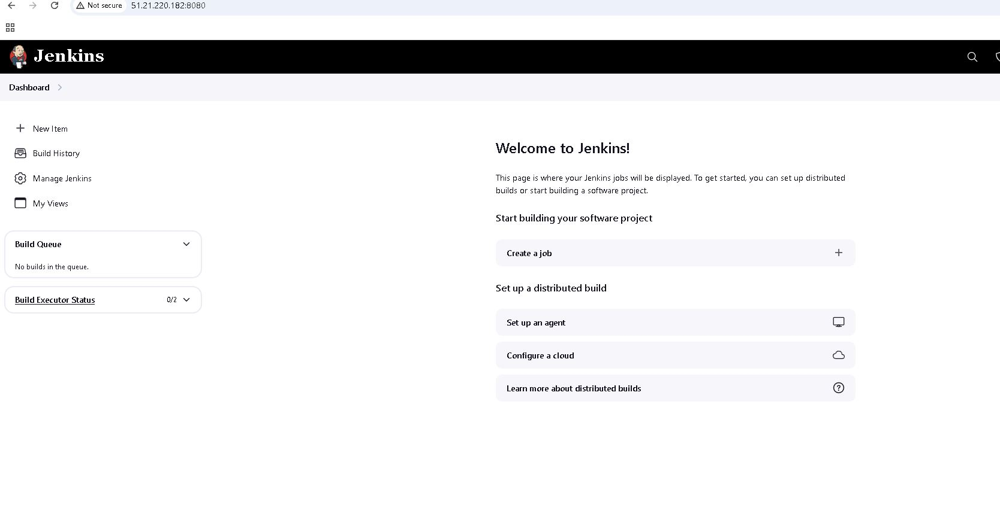 Not secure 51.21.220.182:8080
Jenkins
Dashboard
New Item
Build History
Manage Jenkins
My Views
Build Queue
No builds in the queue.
Build Executor Status 0/2
Welcome to Jenkins!
This page is where your Jenkins jobs will be displayed. To get started, you can set up distributed
builds or start building a software project.
Start building your software project
Create a job
Set up a distributed build
Set up an agent
Configure a cloud
Learn more about distributed builds